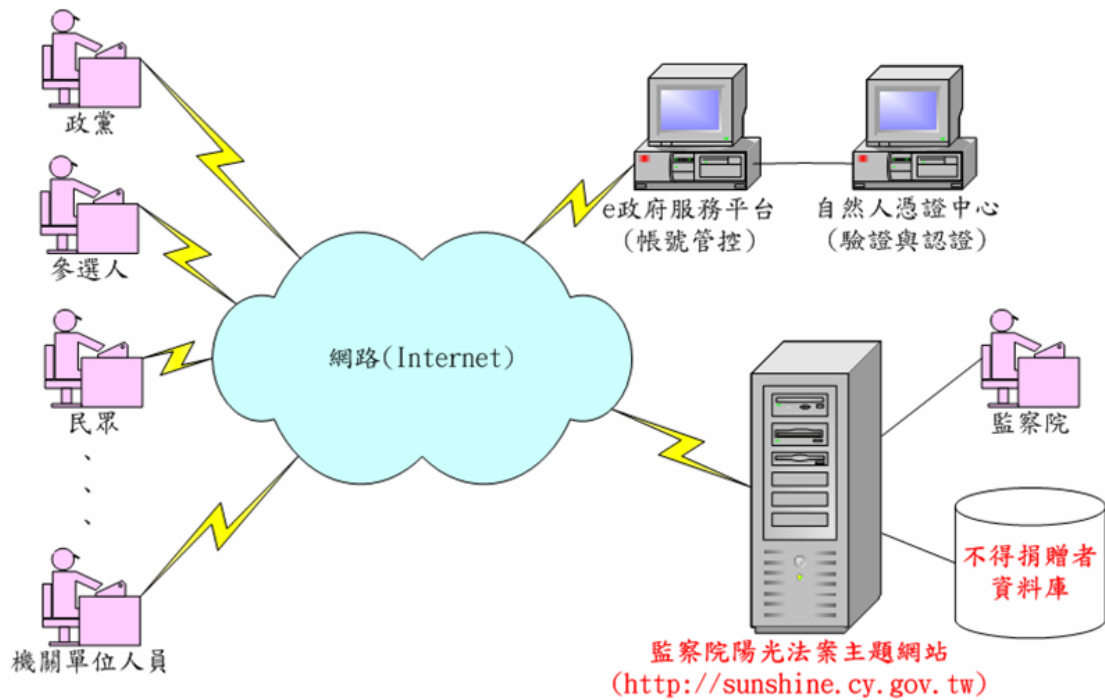 政黨
參選人
民眾
、
、
、
機關單位人員
網路(Internet)
e政府服務平台
(帳號管控)
自然人憑證中心
(驗證與認證)
監察院
不得捐贈者
資料庫
監察院陽光法案主題網站
(http://sunshine.cy.gov.tw)